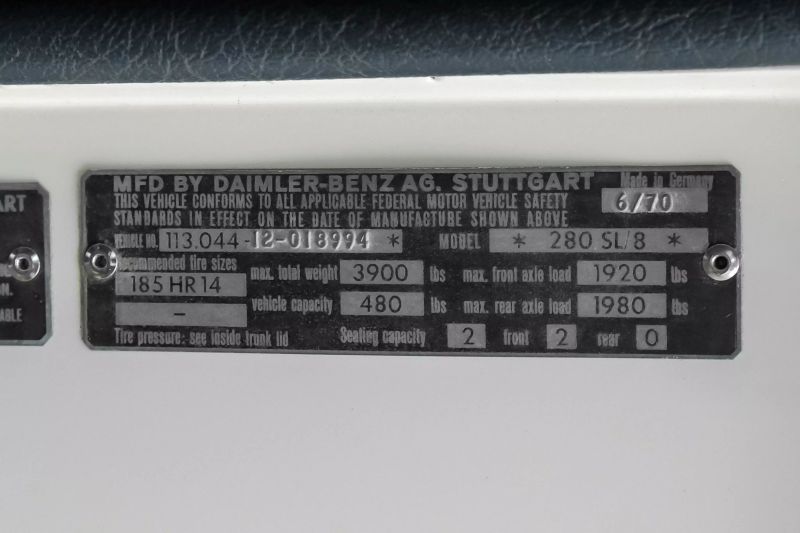 MFD BY DAIMLER-BENZ AG. STUTTGART Made in Germany
THIS VEHICLE CONFORMS TO ALL APPLICABLE FEDERAL MOTOR VEHICLE SAFETY 6/70
STANDARDS IN EFFECT ON THE DATE OF MANUFACTURE SHOWN ABOVE
VEHICLE NO. 113.044-12-018994 * MODEL * 280 SL/8 *
recommended tire sizes
185 HR 14 max. total weight 3900 lbs max. front axle load 1920 lbs
– vehicle capacity 480 lbs max. rear axle load 1980 lbs
Tire pressure: see inside trunk lid Seating capacity 2 front 2 rear 0
ART
ON.
ABLE